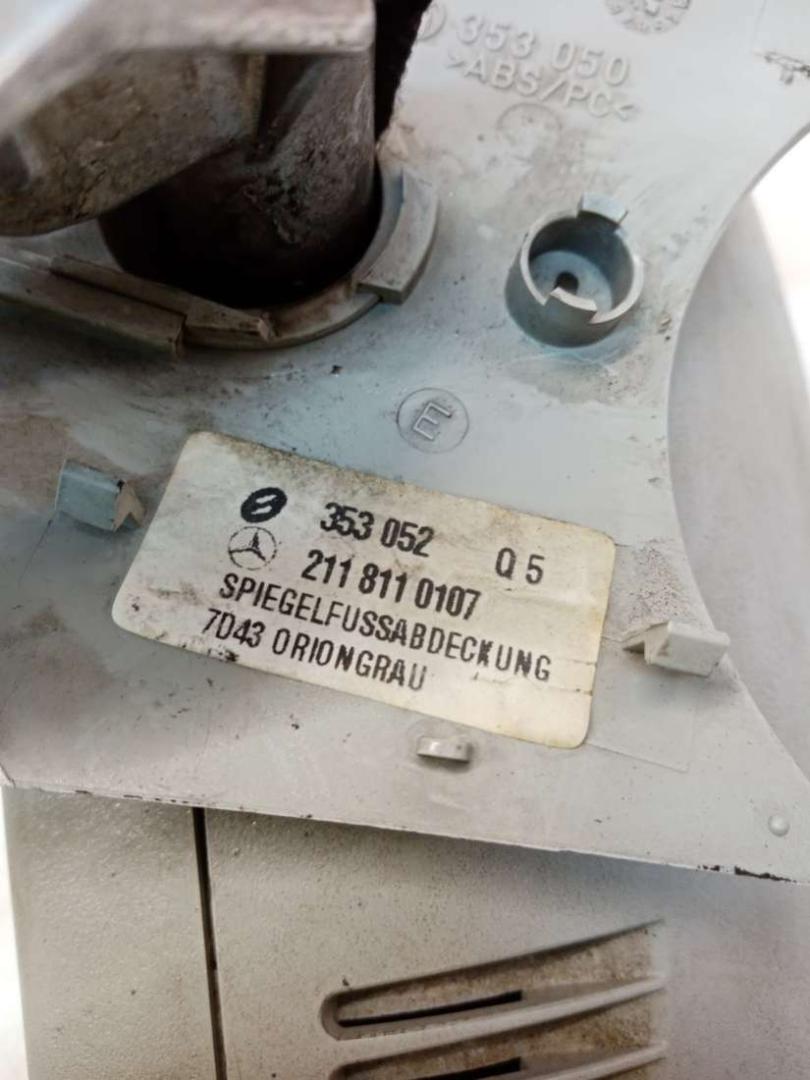 353 050
>ABS/PC<
E
353 052 Q 5
211 811 0107
SPIEGELFUSSABDECKUNG
7D43 ORIONGRAU